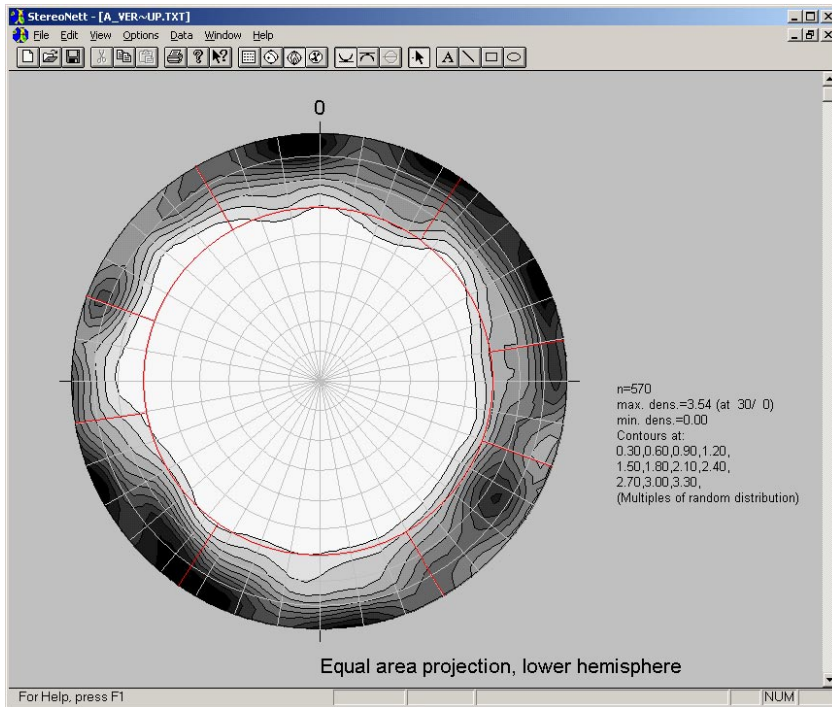 StereoNett - [A_VER~UP.TXT]
File Edit View Options Data Window Help
0
n=570
max. dens.=3.54 (at 30/ 0)
min. dens.=0.00
Contours at:
0.30,0.60,0.90,1.20,
1.50,1.80,2.10,2.40,
2.70,3.00,3.30,
(Multiples of random distribution)
Equal area projection, lower hemisphere
For Help, press F1
NUM